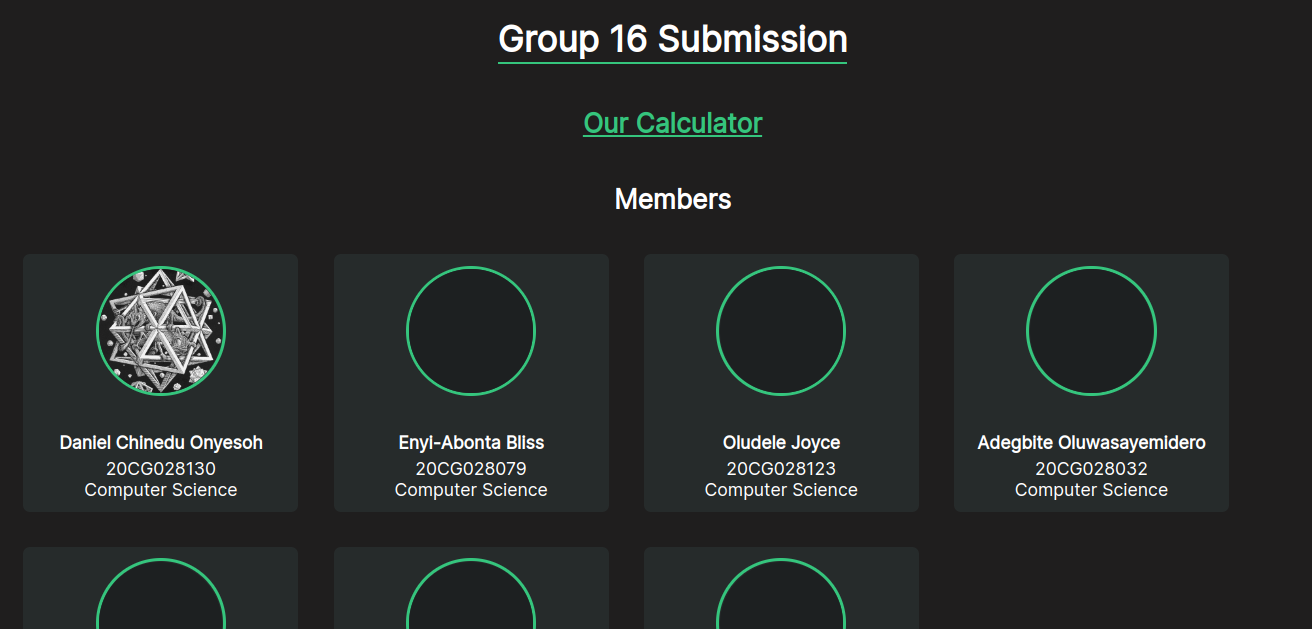 Group 16 Submission
Our Calculator
Members
Daniel Chinedu Onyesoh
20CG028130
Computer Science
Enyi-Abonta Bliss
20CG028079
Computer Science
Oludele Joyce
20CG028123
Computer Science
Adegbite Oluwasayemidero
20CG028032
Computer Science